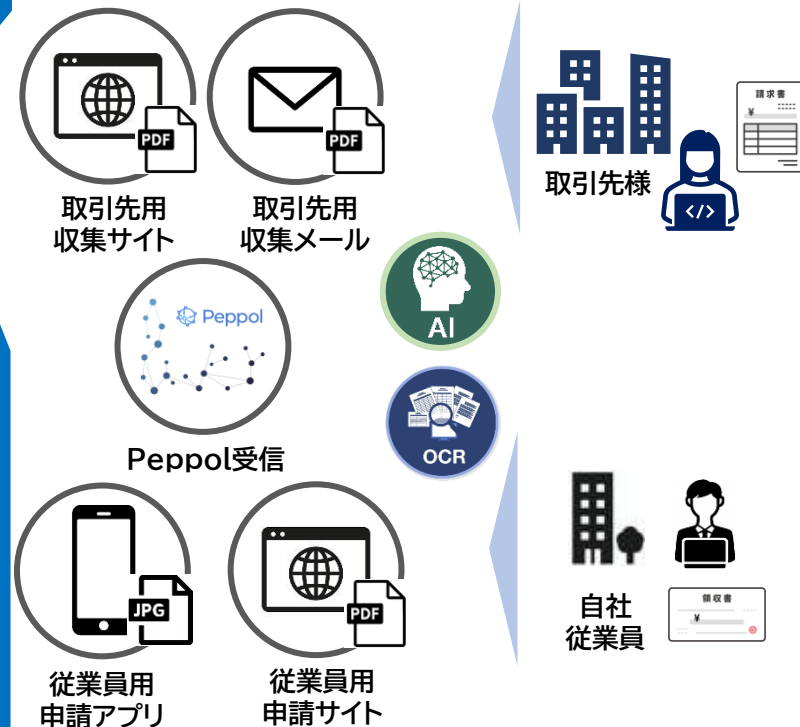 PDF
PDF
取引先用
収集サイト
取引先用
収集メール
請求書
¥
取引先様
</>
AI
Peppol
OCR
Peppol受信
JPG
PDF
従業員用
申請アプリ
従業員用
申請サイト
自社
従業員
領収書
¥